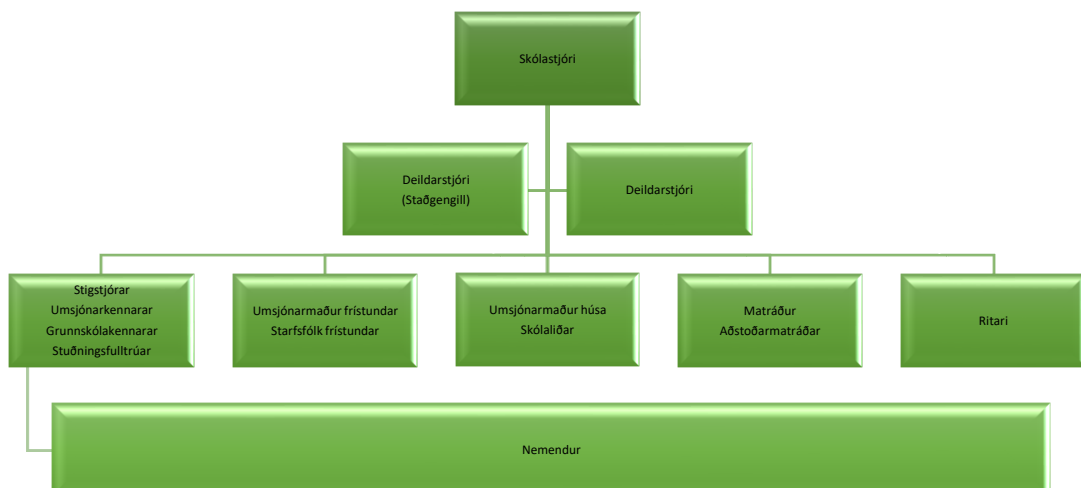 Skólastjóri
Deildarstjóri
(Staðgengill)
Deildarstjóri
Stigstjórar
Umsjónarkennarar
Grunnskólakennarar
Stuðningsfulltrúar
Umsjónarmaður frístundar
Starfsfólk frístundar
Umsjónarmaður húsa
Skólaliðar
Matráður
Aðstoðarmatráðar
Ritari
Nemendur